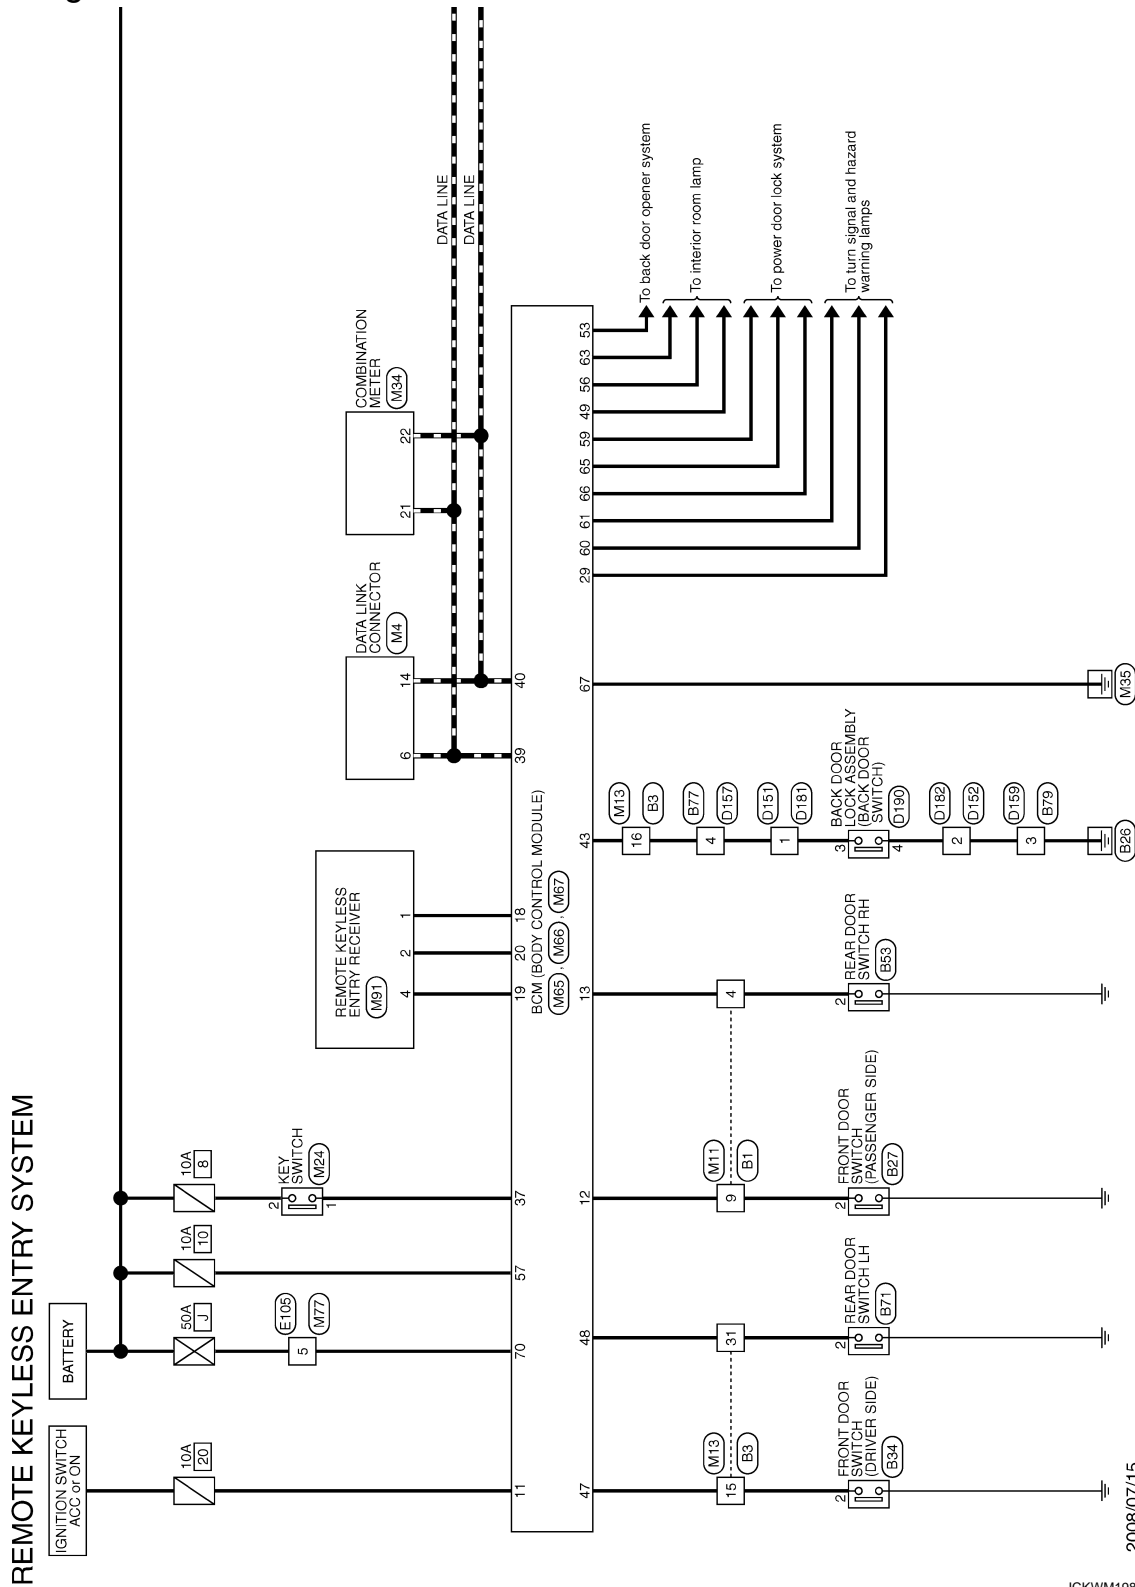 REMOTE KEYLESS ENTRY SYSTEM
IGNITION SWITCH
ACC or ON
BATTERY
10A
20
50A
J
10A
10
10A
8
E105
M77
5
KEY
SWITCH
M24
2
1
REMOTE KEYLESS
ENTRY RECEIVER
M91
4
2
1
DATA LINK
CONNECTOR
M4
6
14
COMBINATION
METER
M34
21
22
DATA LINE
DATA LINE
11
70
57
37
19
20
18
39
40
BCM (BODY CONTROL MODULE)
M65 , M66 , M67
47
48
12
13
43
67
29
60
61
66
65
59
49
56
63
53
To back door opener system
To interior room lamp
To power door lock system
To turn signal and hazard
warning lamps
M13
B3
15
31
M11
B1
9
4
M13
B3
16
B77
D157
4
D151
D181
1
FRONT DOOR
SWITCH
(DRIVER SIDE)
B34
2
REAR DOOR
SWITCH LH
B71
2
FRONT DOOR
SWITCH
(PASSENGER SIDE)
B27
2
REAR DOOR
SWITCH RH
B53
2
BACK DOOR
LOCK ASSEMBLY
(BACK DOOR
SWITCH)
D190
3
4
D182
D152
2
D159
B79
3
B26
M35
2008/07/15